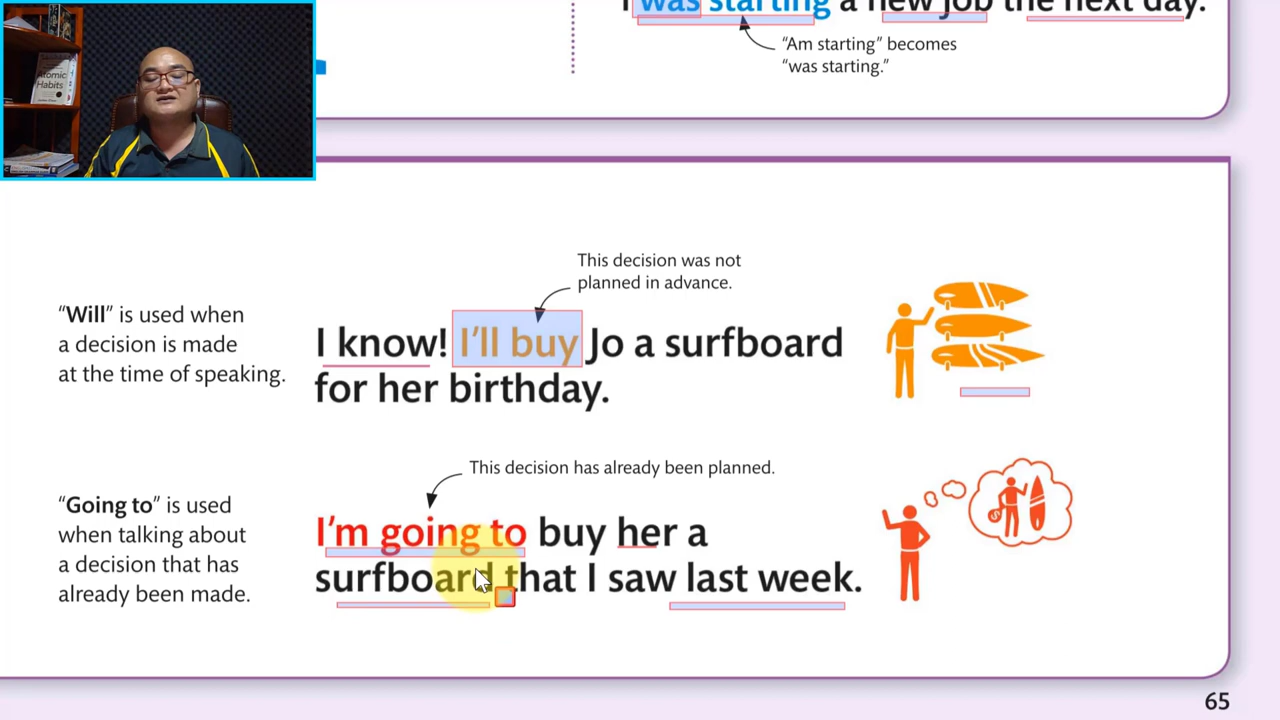 Atomic
Habits
I was starting a new job the next day.
“Am starting” becomes
“was starting.”
This decision was not
planned in advance.
“Will” is used when
a decision is made
at the time of speaking.
I know! I’ll buy Jo a surfboard
for her birthday.
This decision has already been planned.
“Going to” is used
when talking about
a decision that has
already been made.
I’m going to buy her a
surfboard that I saw last week.
65